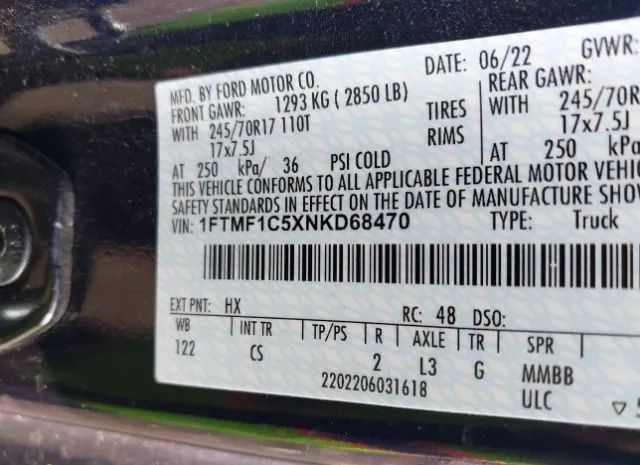 MFD. BY FORD MOTOR CO.
DATE: 06/22
GVWR:
FRONT GAWR: 1293 KG ( 2850 LB)
REAR GAWR:
WITH 245/70R17 110T
TIRES
WITH 245/70R
17x7.5J
RIMS
17x7.5J
AT 250 kPa/ 36 PSI COLD
AT 250 kPa
THIS VEHICLE CONFORMS TO ALL APPLICABLE FEDERAL MOTOR VEHIC
SAFETY STANDARDS IN EFFECT ON THE DATE OF MANUFACTURE SHO
VIN: 1FTMF1C5XNKD68470
TYPE: Truck
EXT PNT: HX
RC: 48 DSO:
WB INT TR TP/PS R AXLE TR SPR
122 CS 2 L3 G MMBB
2202206031618
ULC